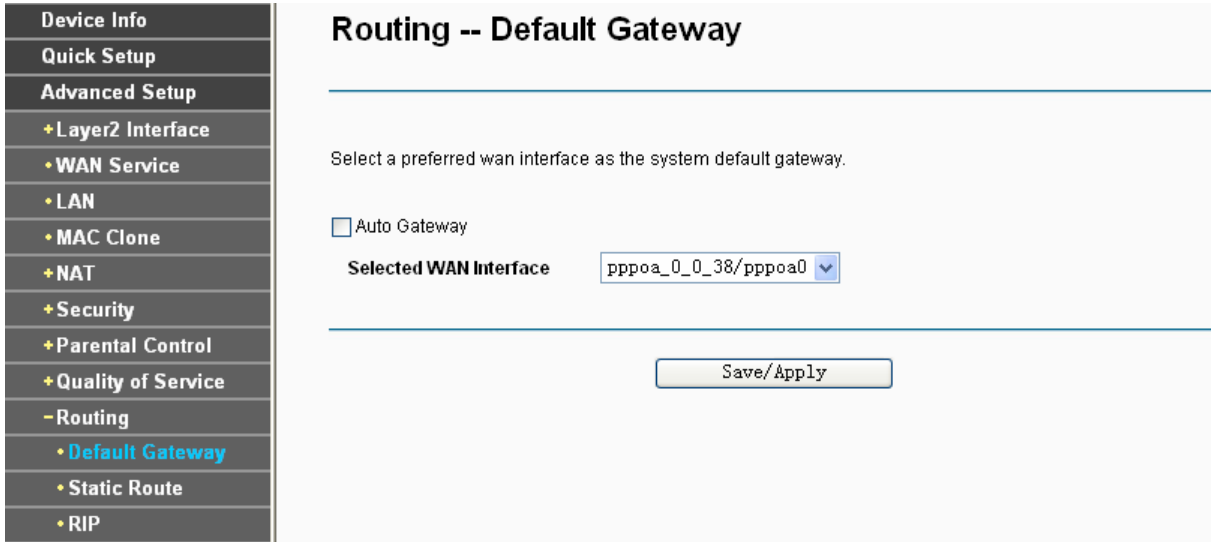 Device Info
Quick Setup
Advanced Setup
+Layer2 Interface
•WAN Service
•LAN
•MAC Clone
+NAT
+Security
+Parental Control
+Quality of Service
−Routing
•Default Gateway
•Static Route
•RIP
Routing -- Default Gateway
Select a preferred wan interface as the system default gateway.
Auto Gateway
Selected WAN Interface pppoa_0_0_38/pppoa0
Save/Apply